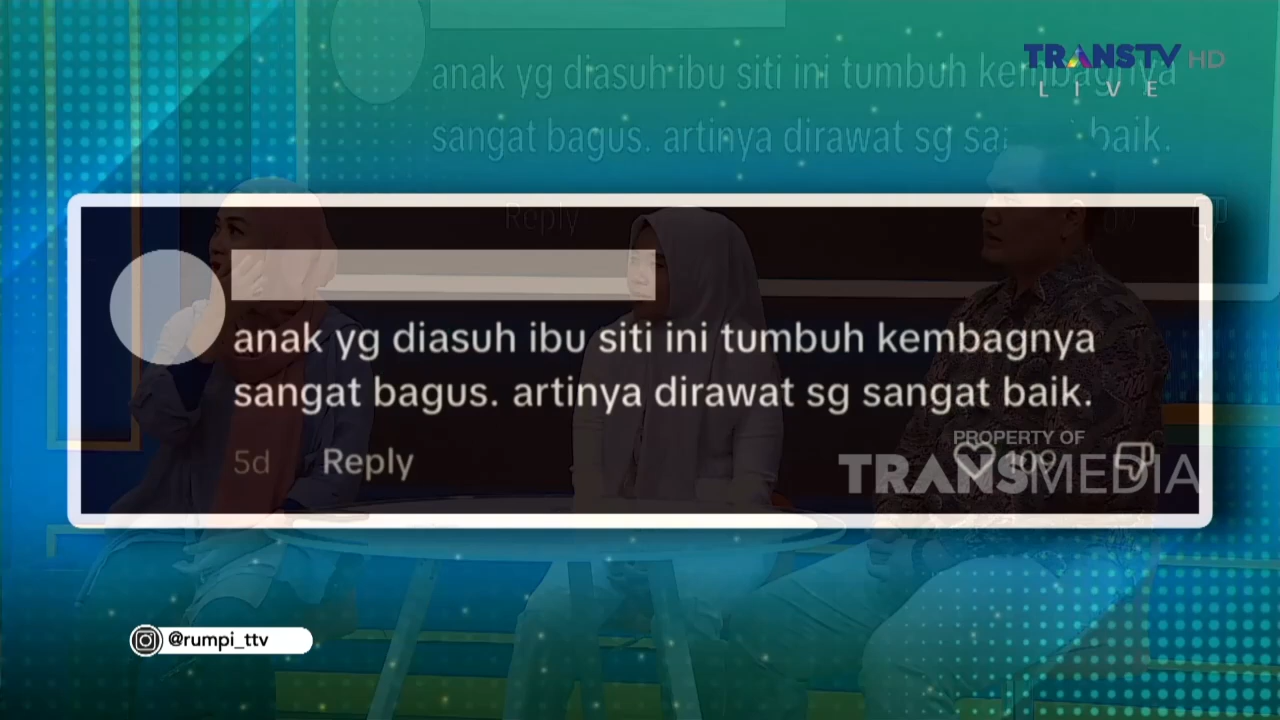 anak yg diasuh ibu siti ini tumbuh kembagnya
sangat bagus. artinya dirawat sg
baik.
TRANSTV HD
LIVE
Reply
anak yg diasuh ibu siti ini tumbuh kembagnya
sangat bagus. artinya dirawat sg sangat baik.
5d Reply 109
PROPERTY OF
TRANSMEDIA
@rumpi_ttv